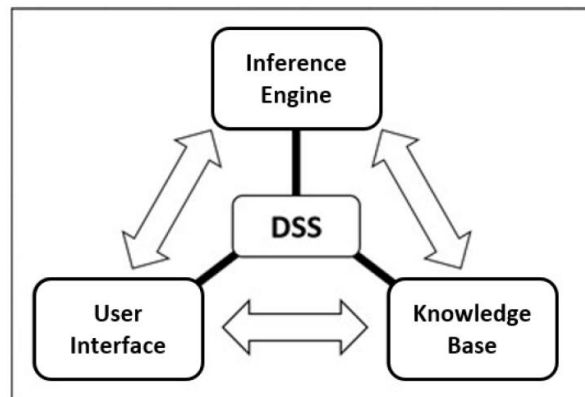 Inference
Engine
DSS
User
Interface
Knowledge
Base